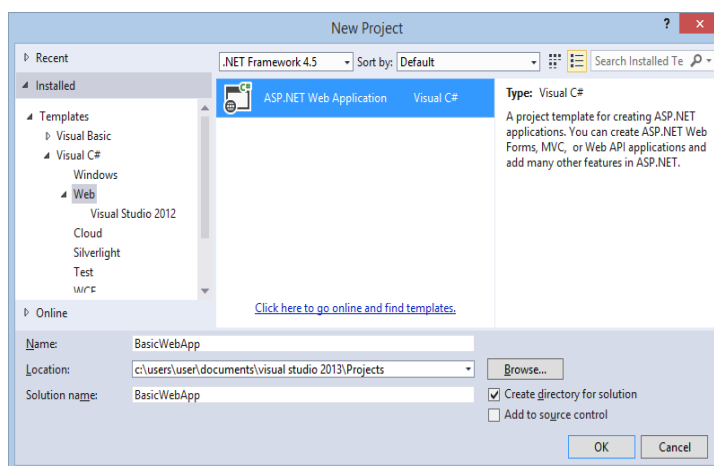 New Project
? x
Recent
.NET Framework 4.5 Sort by: Default Search Installed Te
Installed
Templates
Visual Basic
Visual C#
Windows
Web
Visual Studio 2012
Cloud
Silverlight
Test
WCF
Online
ASP.NET Web Application Visual C#
Click here to go online and find templates.
Type: Visual C#
A project template for creating ASP.NET
applications. You can create ASP.NET Web
Forms, MVC, or Web API applications and
add many other features in ASP.NET.
Name: BasicWebApp
Location: c:\users\user\documents\visual studio 2013\Projects Browse...
Solution name: BasicWebApp
Create directory for solution
Add to source control
OK Cancel